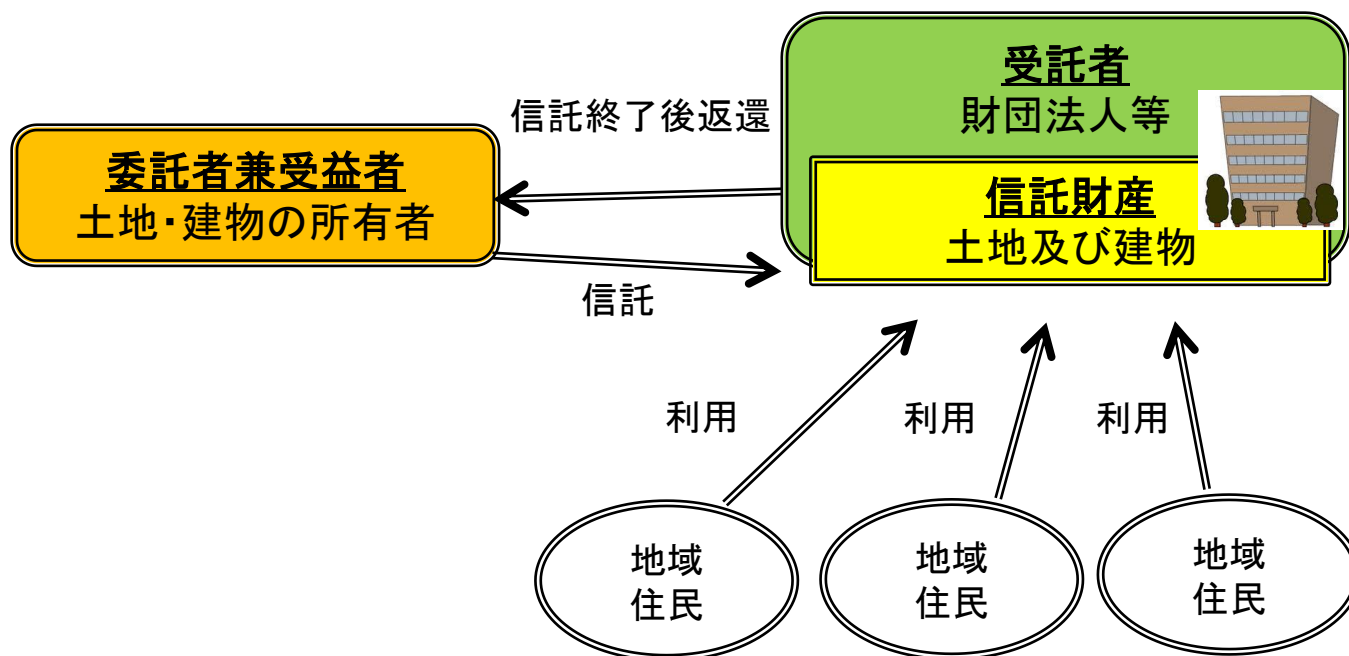 受託者
財団法人等
信託終了後返還
委託者兼受益者
土地・建物の所有者
信託財産
土地及び建物
信託
利用
利用
利用
地域
住民
地域
住民
地域
住民